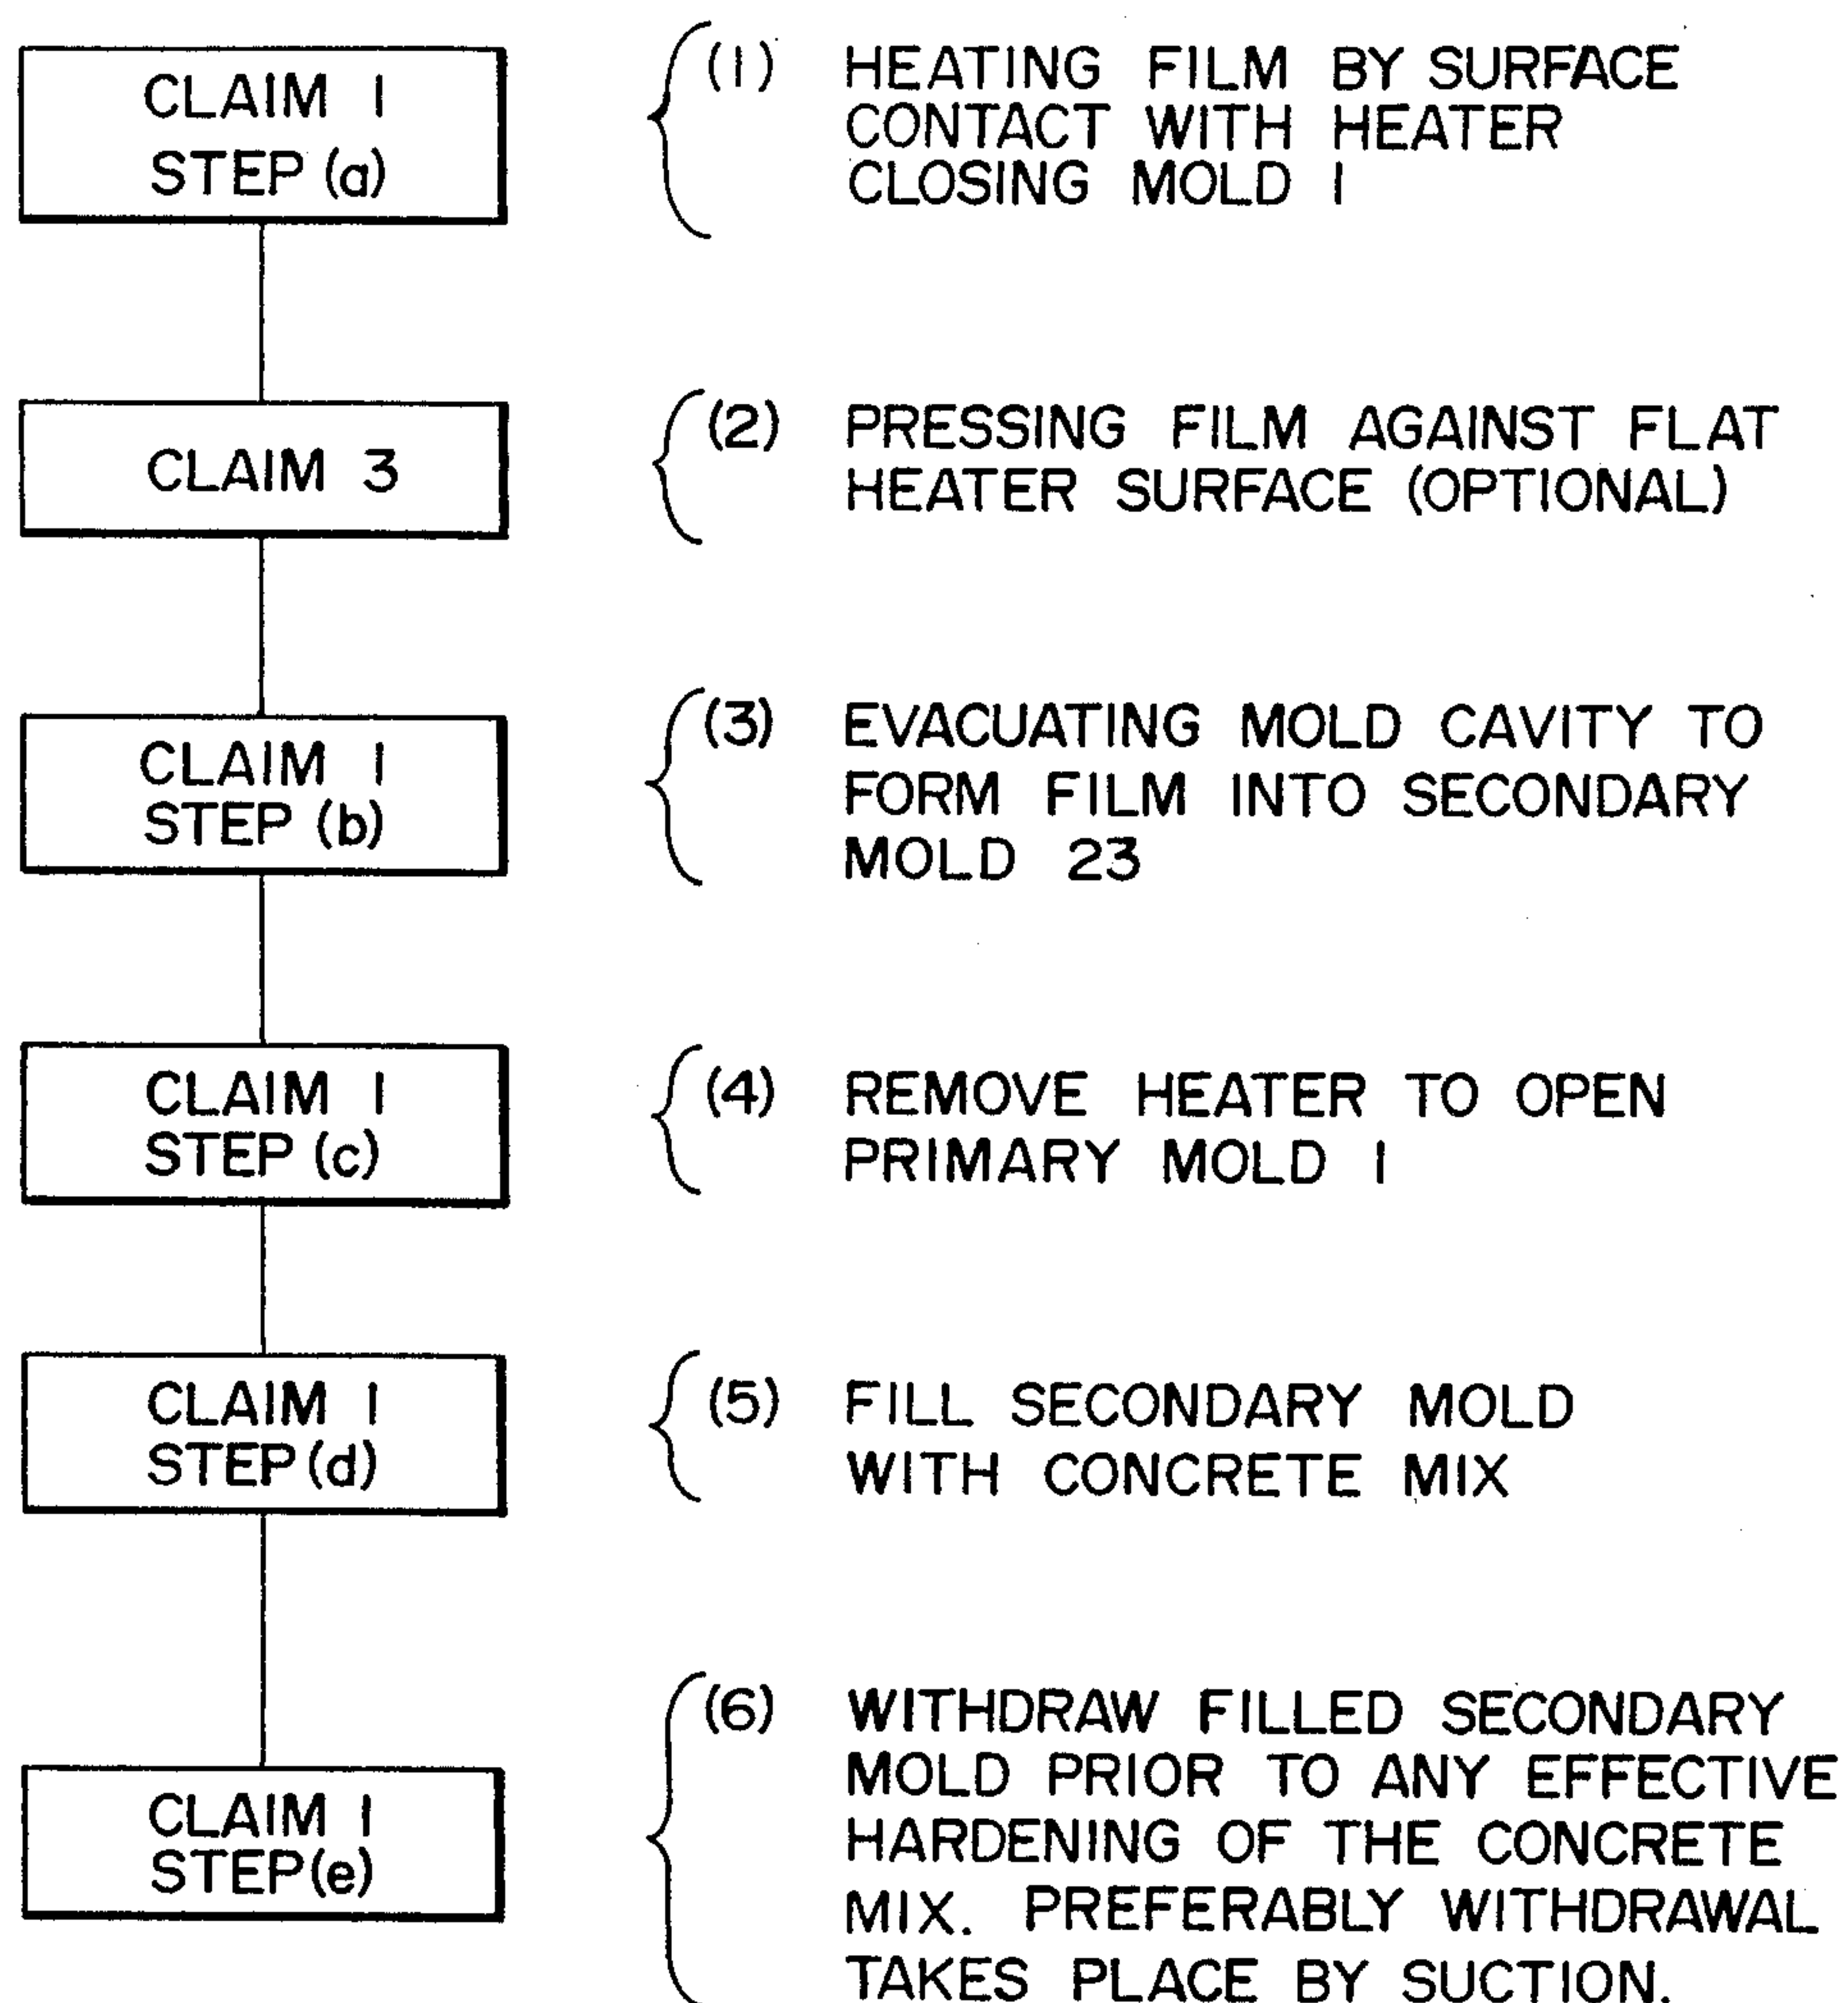 CLAIM 1
STEP (a)
(1) HEATING FILM BY SURFACE
CONTACT WITH HEATER
CLOSING MOLD 1
CLAIM 3
(2) PRESSING FILM AGAINST FLAT
HEATER SURFACE (OPTIONAL)
CLAIM 1
STEP (b)
(3) EVACUATING MOLD CAVITY TO
FORM FILM INTO SECONDARY
MOLD 23
CLAIM 1
STEP (c)
(4) REMOVE HEATER TO OPEN
PRIMARY MOLD 1
CLAIM 1
STEP (d)
(5) FILL SECONDARY MOLD
WITH CONCRETE MIX
CLAIM 1
STEP (e)
(6) WITHDRAW FILLED SECONDARY
MOLD PRIOR TO ANY EFFECTIVE
HARDENING OF THE CONCRETE
MIX. PREFERABLY WITHDRAWAL
TAKES PLACE BY SUCTION.